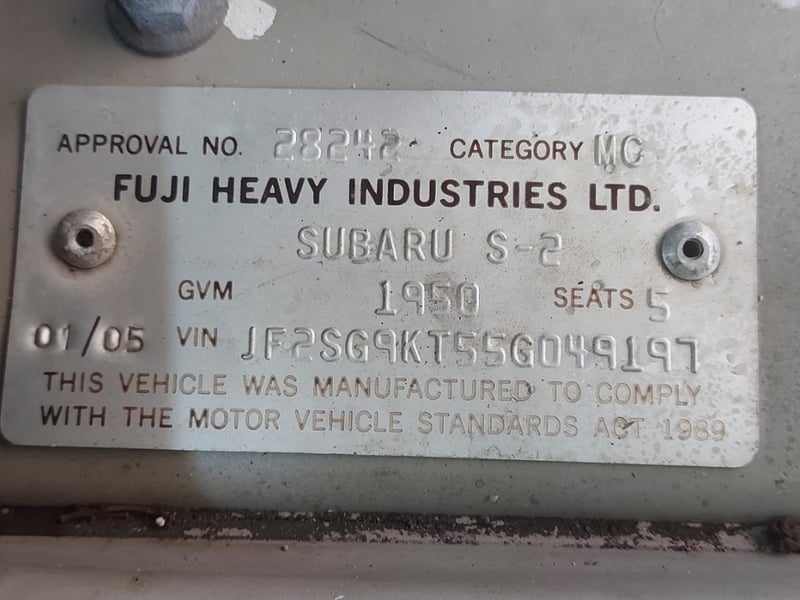 APPROVAL NO. 28242 CATEGORY MC
FUJI HEAVY INDUSTRIES LTD.
SUBARU S-2
GVM 1950 SEATS 5
01/05 VIN JF2SG9KT55G049197
THIS VEHICLE WAS MANUFACTURED TO COMPLY
WITH THE MOTOR VEHICLE STANDARDS ACT 1989